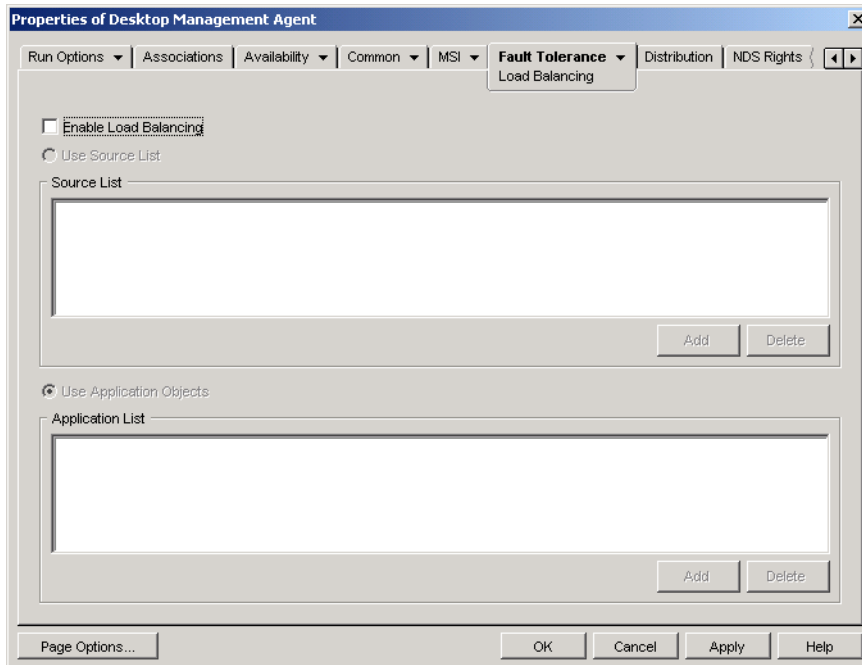 Properties of Desktop Management Agent
Run Options Associations Availability Common MSI Fault Tolerance Distribution NDS Rights
Load Balancing
Enable Load Balancing
Use Source List
Source List
Add Delete
Use Application Objects
Application List
Add Delete
Page Options... OK Cancel Apply Help